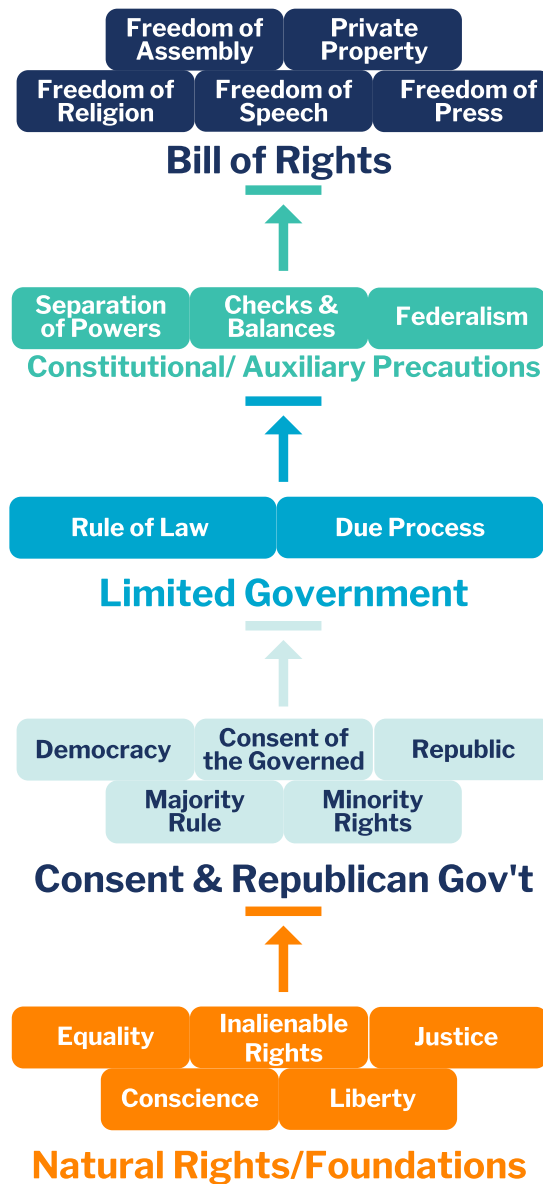 Freedom of Assembly
Private Property
Freedom of Religion
Freedom of Speech
Freedom of Press
Bill of Rights
Separation of Powers
Checks & Balances
Federalism
Constitutional/ Auxiliary Precautions
Rule of Law
Due Process
Limited Government
Democracy
Consent of the Governed
Republic
Majority Rule
Minority Rights
Consent & Republican Gov't
Equality
Inalienable Rights
Justice
Conscience
Liberty
Natural Rights/Foundations